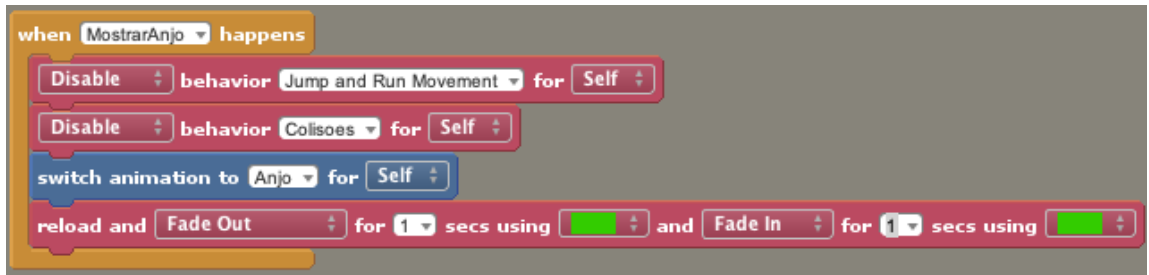 when MostrarAnjo happens
Disable behavior Jump and Run Movement for Self
Disable behavior Colisoes for Self
switch animation to Anjo for Self
reload and Fade Out for 1 secs using and Fade In for 1 secs using